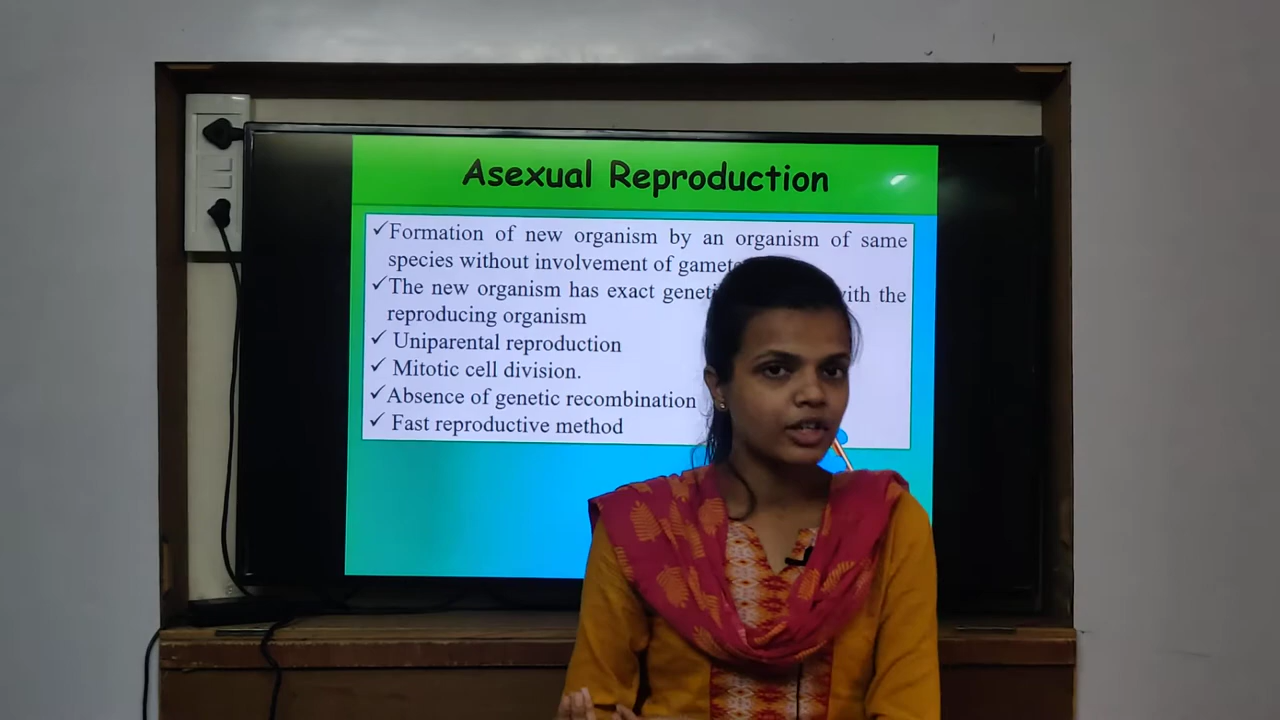 Asexual Reproduction
✓Formation of new organism by an organism of same
species without involvement of
✓The new organism has exact with the
reproducing organism
✓ Uniparental reproduction
✓ Mitotic cell division.
✓Absence of genetic recombination
✓ Fast reproductive method